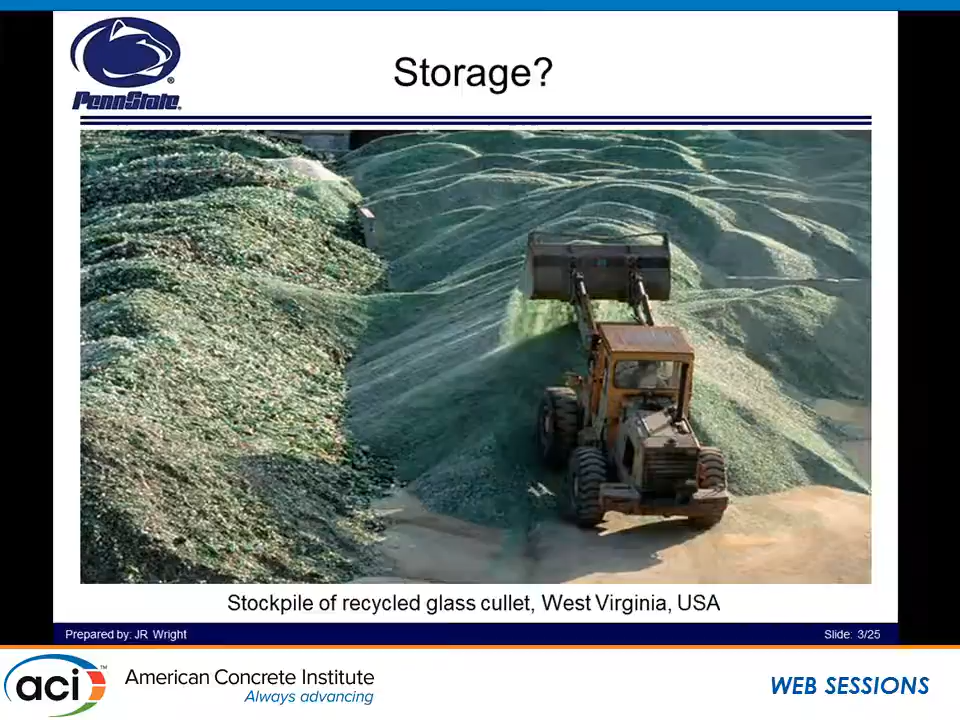 PennState
Storage?
Stockpile of recycled glass cullet, West Virginia, USA
Prepared by: JR Wright
Slide: 3/25
aci™
American Concrete Institute
Always advancing
WEB SESSIONS